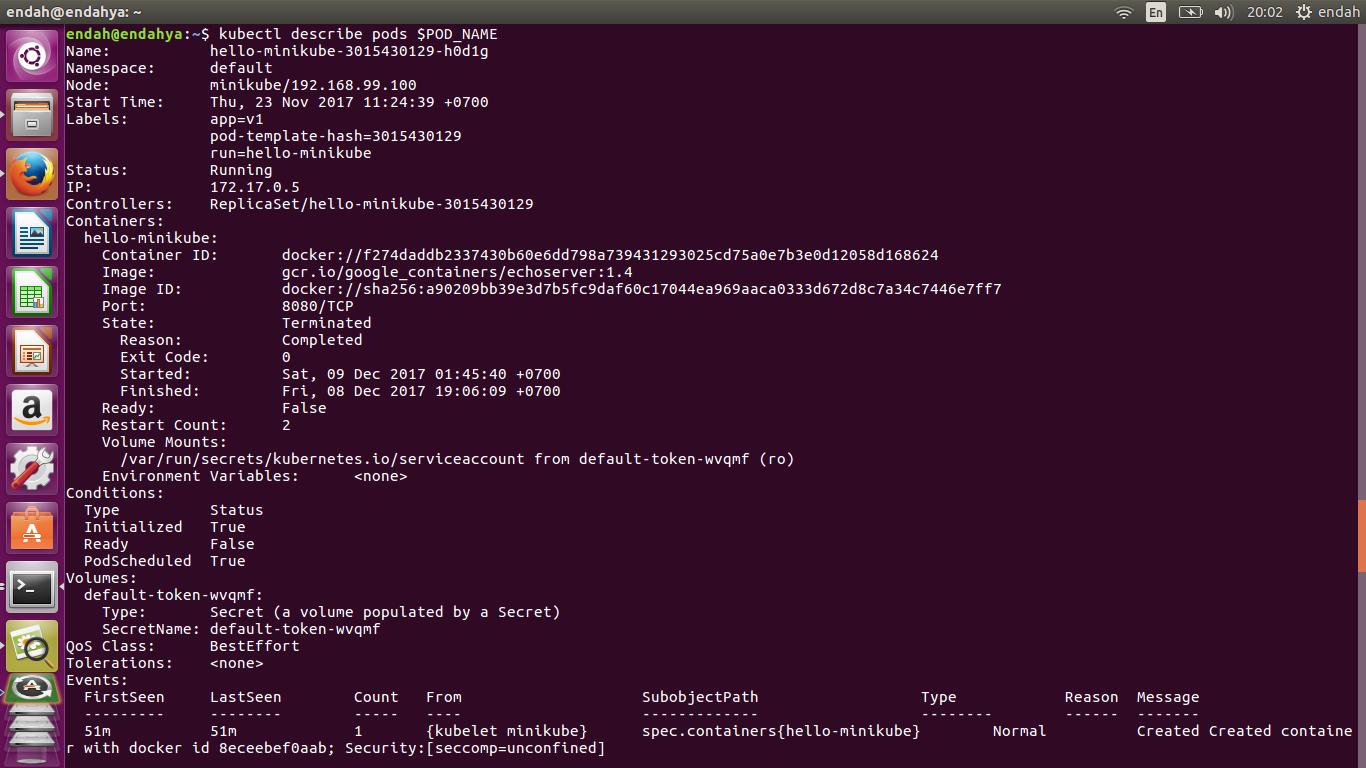 endah@endahya: ~
En
20:02
endah
endah@endahya:~$ kubectl describe pods $POD_NAME
Name:           hello-minikube-3015430129-h0d1g
Namespace:      default
Node:           minikube/192.168.99.100
Start Time:     Thu, 23 Nov 2017 11:24:39 +0700
Labels:         app=v1
                pod-template-hash=3015430129
                run=hello-minikube
Status:         Running
IP:             172.17.0.5
Controllers:    ReplicaSet/hello-minikube-3015430129
Containers:
  hello-minikube:
    Container ID:       docker://f274daddb2337430b60e6dd798a739431293025cd75a0e7b3e0d12058d168624
    Image:              gcr.io/google_containers/echoserver:1.4
    Image ID:           docker://sha256:a90209bb39e3d7b5fc9daf60c17044ea969aaca0333d672d8c7a34c7446e7ff7
    Port:               8080/TCP
    State:              Terminated
      Reason:           Completed
      Exit Code:        0
      Started:          Sat, 09 Dec 2017 01:45:40 +0700
      Finished:         Fri, 08 Dec 2017 19:06:09 +0700
    Ready:              False
    Restart Count:      2
    Volume Mounts:
      /var/run/secrets/kubernetes.io/serviceaccount from default-token-wvqmf (ro)
    Environment Variables:      <none>
Conditions:
  Type          Status
  Initialized   True
  Ready         False
  PodScheduled  True
Volumes:
  default-token-wvqmf:
    Type:       Secret (a volume populated by a Secret)
    SecretName: default-token-wvqmf
QoS Class:      BestEffort
Tolerations:    <none>
Events:
  FirstSeen     LastSeen        Count   From                    SubobjectPath                  Type            Reason  Message
  ---------     --------        -----   ----                    -------------                  --------        ------  -------
  51m           51m             1       {kubelet minikube}      spec.containers{hello-minikube}        Normal          Created Created containe
r with docker id 8eceebef0aab; Security:[seccomp=unconfined]